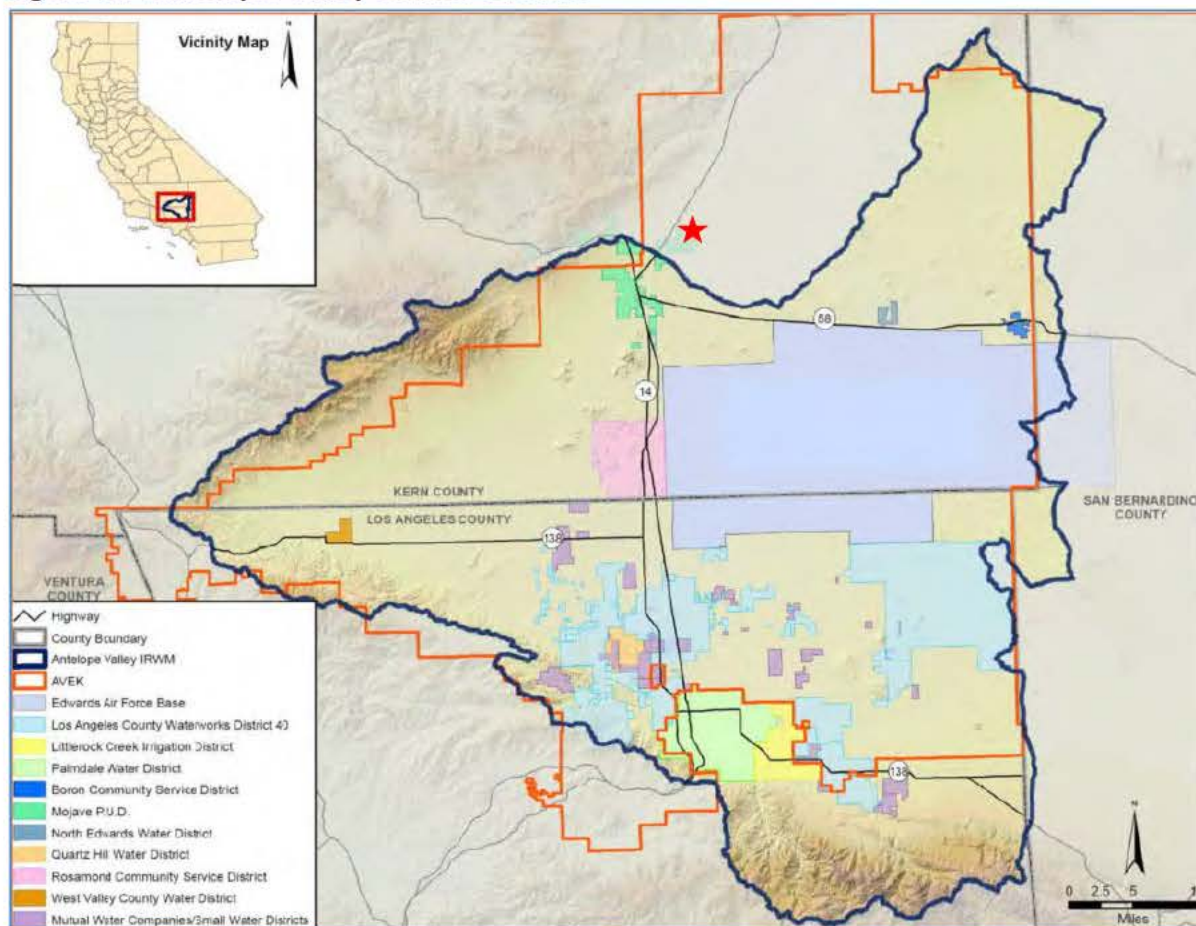 Vicinity Map
N
58
14
KERN COUNTY
LOS ANGELES COUNTY
SAN BERNARDINO
COUNTY
138
VENTURA
COUNTY
138
Highway
County Boundary
Antelope Valley IRWM
AVEK
Edwards Air Force Base
Los Angeles County Waterworks District 40
Littlerock Creek Irrigation District
Palmdale Water District
Boron Community Service District
Mojave P.U.D.
North Edwards Water District
Quartz Hill Water District
Rosamond Community Service District
West Valley County Water District
Mutual Water Companies/Small Water Districts
N
0 2.5 5
Miles